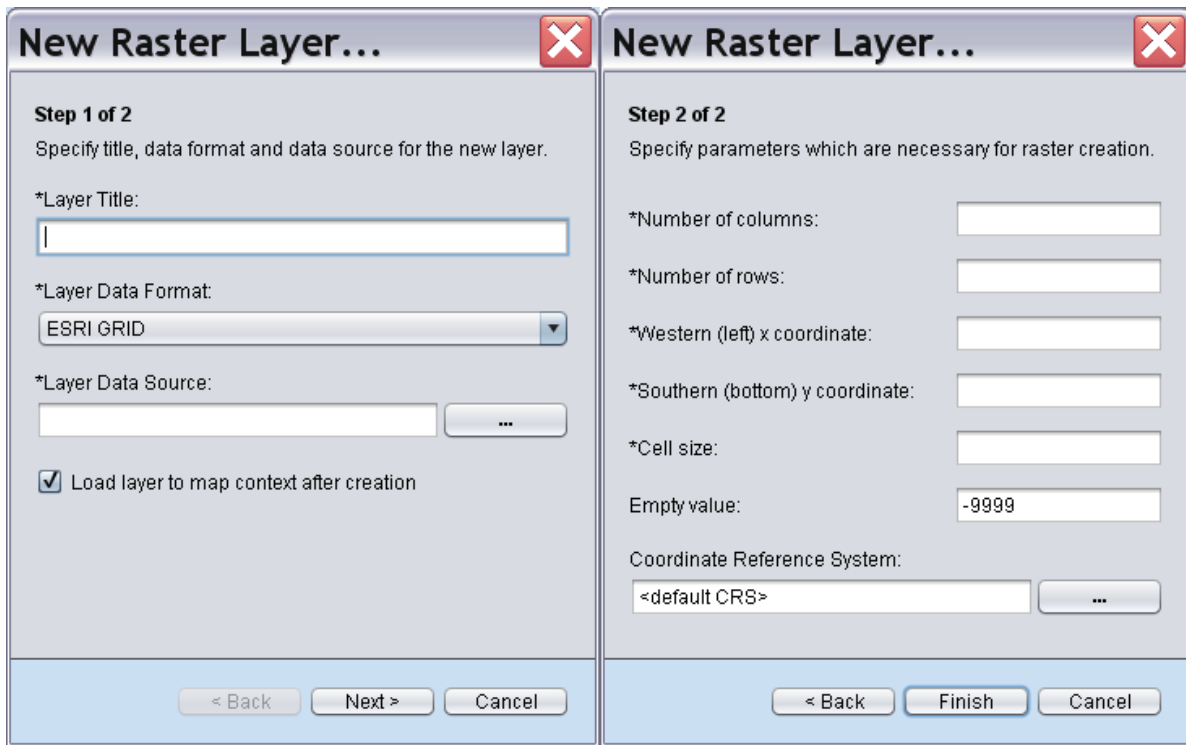 New Raster Layer...
Step 1 of 2
Specify title, data format and data source for the new layer.
*Layer Title:
*Layer Data Format:
ESRI GRID
*Layer Data Source:
...
Load layer to map context after creation
< Back
Next >
Cancel
New Raster Layer...
Step 2 of 2
Specify parameters which are necessary for raster creation.
*Number of columns:
*Number of rows:
*Western (left) x coordinate:
*Southern (bottom) y coordinate:
*Cell size:
Empty value:
-9999
Coordinate Reference System:
<default CRS>
...
< Back
Finish
Cancel